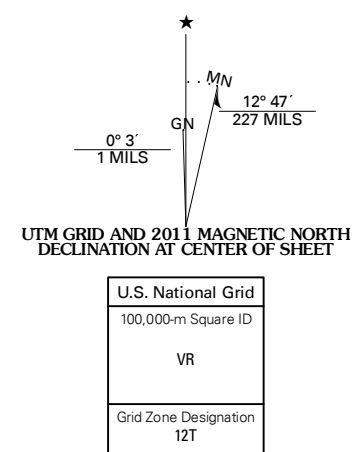 ★
MN
GN
12° 47´
227 MILS
0° 3´
1 MILS
UTM GRID AND 2011 MAGNETIC NORTH
DECLINATION AT CENTER OF SHEET
U.S. National Grid
100,000-m Square ID
VR
Grid Zone Designation
12T